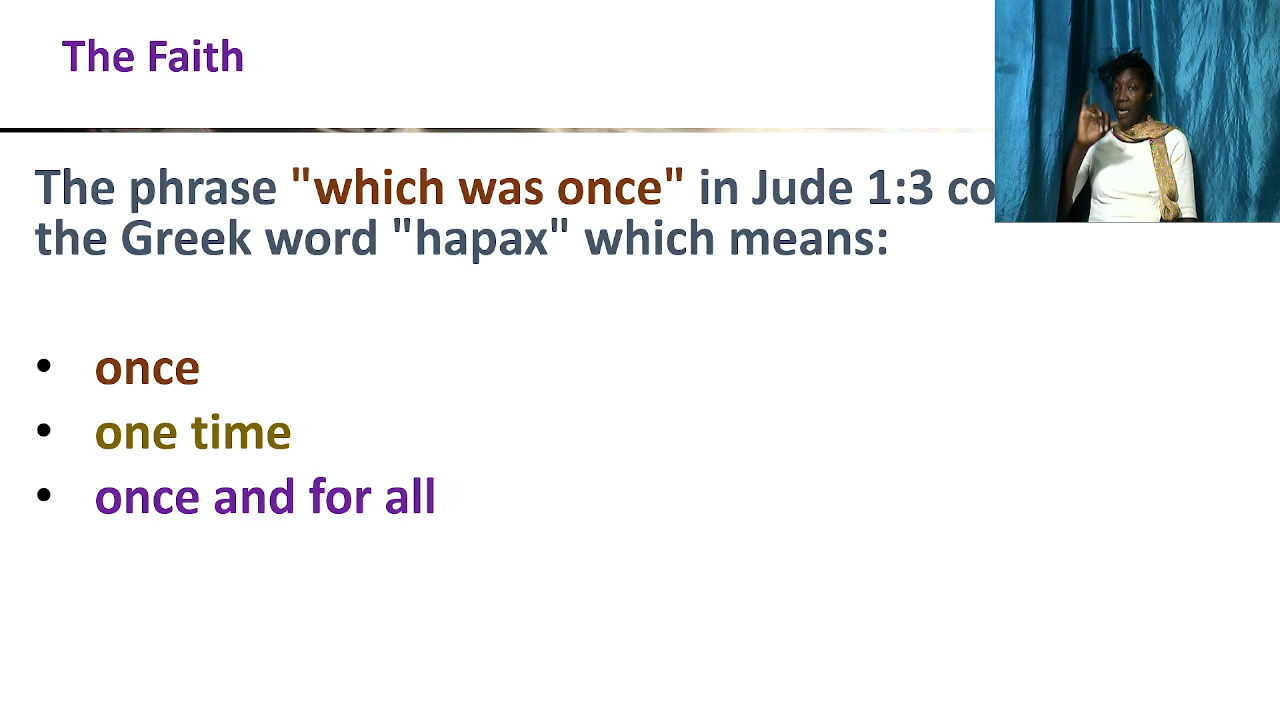 The Faith
The phrase "which was once" in Jude 1:3
the Greek word "hapax" which means:
• once
• one time
• once and for all